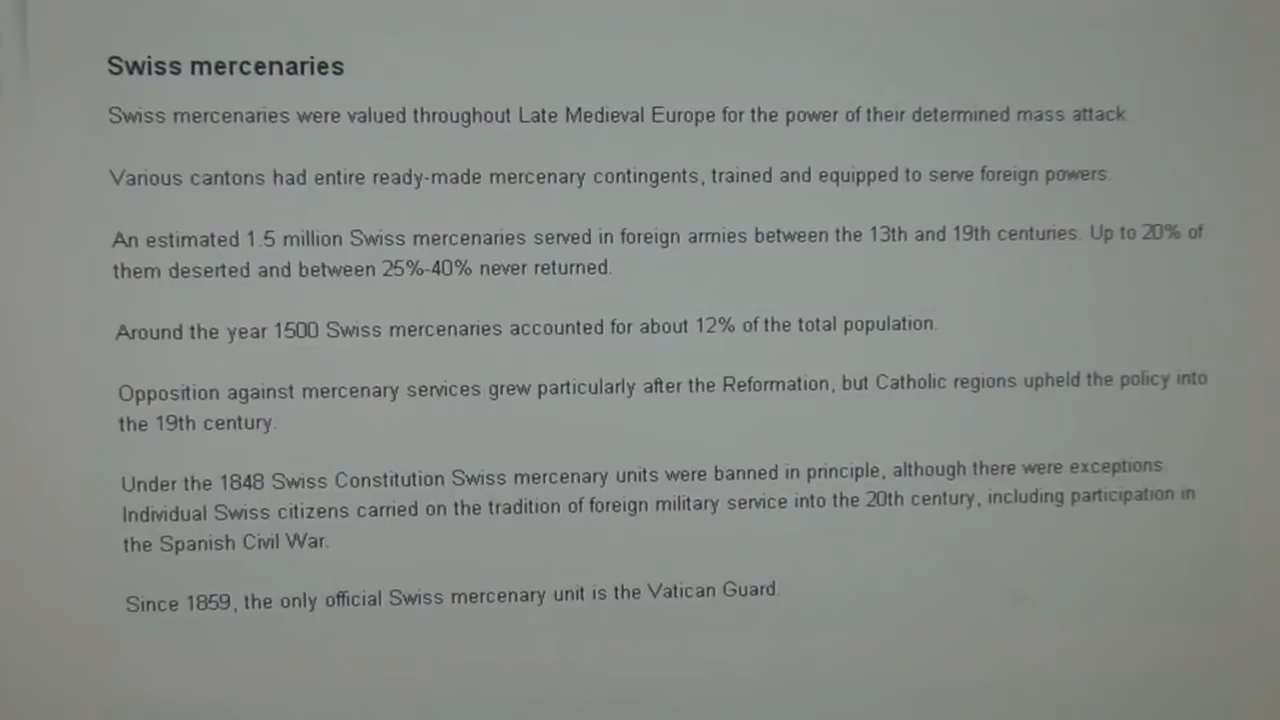 Swiss mercenaries
Swiss mercenaries were valued throughout Late Medieval Europe for the power of their determined mass attack.
Various cantons had entire ready-made mercenary contingents, trained and equipped to serve foreign powers.
An estimated 1.5 million Swiss mercenaries served in foreign armies between the 13th and 19th centuries. Up to 20% of
them deserted and between 25%-40% never returned.
Around the year 1500 Swiss mercenaries accounted for about 12% of the total population.
Opposition against mercenary services grew particularly after the Reformation, but Catholic regions upheld the policy into
the 19th century.
Under the 1848 Swiss Constitution Swiss mercenary units were banned in principle, although there were exceptions.
Individual Swiss citizens carried on the tradition of foreign military service into the 20th century, including participation in
the Spanish Civil War.
Since 1859, the only official Swiss mercenary unit is the Vatican Guard.